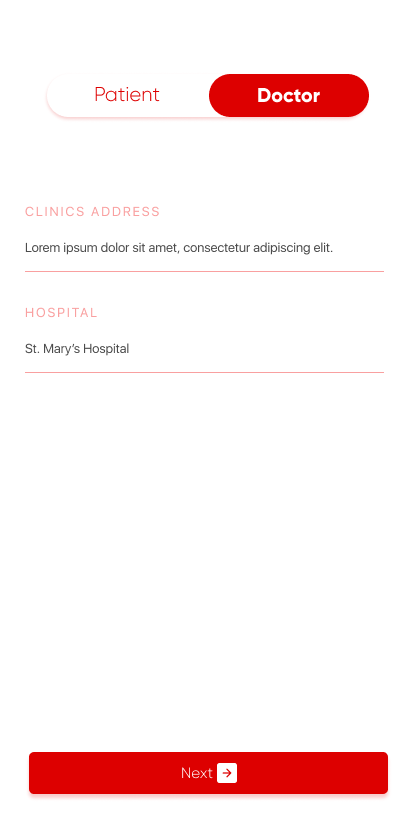 Patient
Doctor
CLINICS ADDRESS
Lorem ipsum dolor sit amet, consectetur adipiscing elit.
HOSPITAL
St. Mary’s Hospital
Next